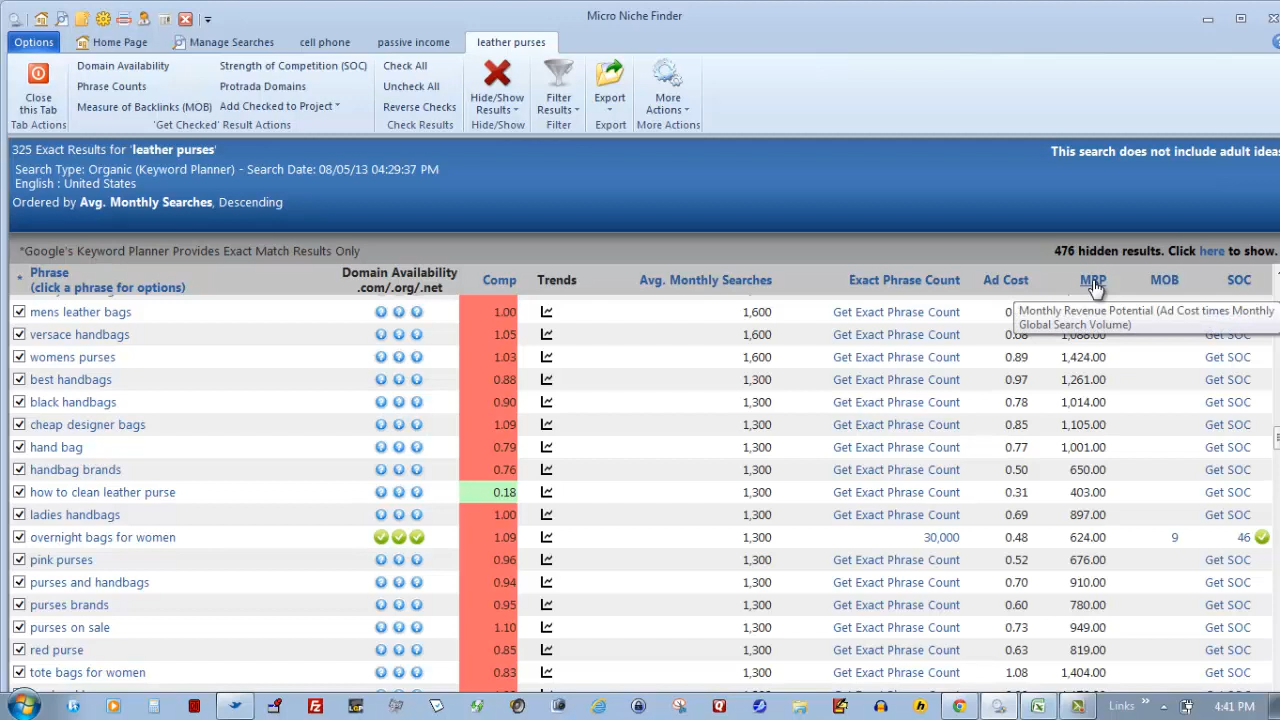 Micro Niche Finder
Options
Home Page
Manage Searches
cell phone
passive income
leather purses
Close this Tab
Tab Actions
Domain Availability
Phrase Counts
Measure of Backlinks (MOB)
Strength of Competition (SOC)
Protrada Domains
Add Checked to Project
'Get Checked' Result Actions
Check All
Uncheck All
Reverse Checks
Check Results
Hide/Show Results
Hide/Show
Filter Results
Filter
Export
Export
More Actions
More Actions
325 Exact Results for 'leather purses'
This search does not include adult ideas
Search Type: Organic (Keyword Planner) - Search Date: 08/05/13 04:29:37 PM
English : United States
Ordered by Avg. Monthly Searches, Descending
*Google's Keyword Planner Provides Exact Match Results Only
476 hidden results. Click here to show.
* Phrase (click a phrase for options) Domain Availability .com/.org/.net Comp Trends Avg. Monthly Searches Exact Phrase Count Ad Cost MRP MOB SOC
Monthly Revenue Potential (Ad Cost times Monthly
Global Search Volume)
mens leather bags 1.00 1,600 Get Exact Phrase Count
versace handbags 1.05 1,600 Get Exact Phrase Count Get SOC
womens purses 1.03 1,600 Get Exact Phrase Count 0.89 1,424.00 Get SOC
best handbags 0.88 1,300 Get Exact Phrase Count 0.97 1,261.00 Get SOC
black handbags 0.90 1,300 Get Exact Phrase Count 0.78 1,014.00 Get SOC
cheap designer bags 1.09 1,300 Get Exact Phrase Count 0.85 1,105.00 Get SOC
hand bag 0.79 1,300 Get Exact Phrase Count 0.77 1,001.00 Get SOC
handbag brands 0.76 1,300 Get Exact Phrase Count 0.50 650.00 Get SOC
how to clean leather purse 0.18 1,300 Get Exact Phrase Count 0.31 403.00 Get SOC
ladies handbags 1.00 1,300 Get Exact Phrase Count 0.69 897.00 Get SOC
overnight bags for women 1.09 1,300 30,000 0.48 624.00 9 46
pink purses 0.96 1,300 Get Exact Phrase Count 0.52 676.00 Get SOC
purses and handbags 0.94 1,300 Get Exact Phrase Count 0.70 910.00 Get SOC
purses brands 0.95 1,300 Get Exact Phrase Count 0.60 780.00 Get SOC
purses on sale 1.10 1,300 Get Exact Phrase Count 0.73 949.00 Get SOC
red purse 0.85 1,300 Get Exact Phrase Count 0.63 819.00 Get SOC
tote bags for women 0.83 1,300 Get Exact Phrase Count 1.08 1,404.00 Get SOC
Links
4:41 PM